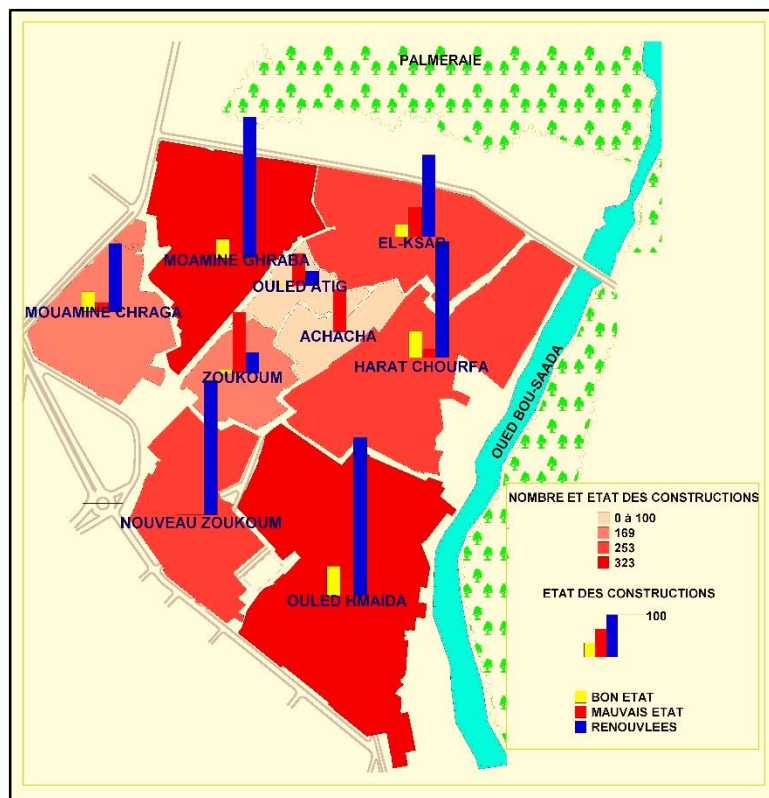 PALMERAIE
EL-KSAR
MOAMINE GHRABA
OULED ATIG
MOUAMINE CHRAGA
ACHACHA
HARAT CHOURFA
ZOUKOUM
OUED BOU-SAADA
NOUVEAU ZOUKOUM
OULED HMAIDA
NOMBRE ET ETAT DES CONSTRUCTIONS
0 à 100
169
253
323
ETAT DES CONSTRUCTIONS
100
BON ETAT
MAUVAIS ETAT
RENOUVLEES